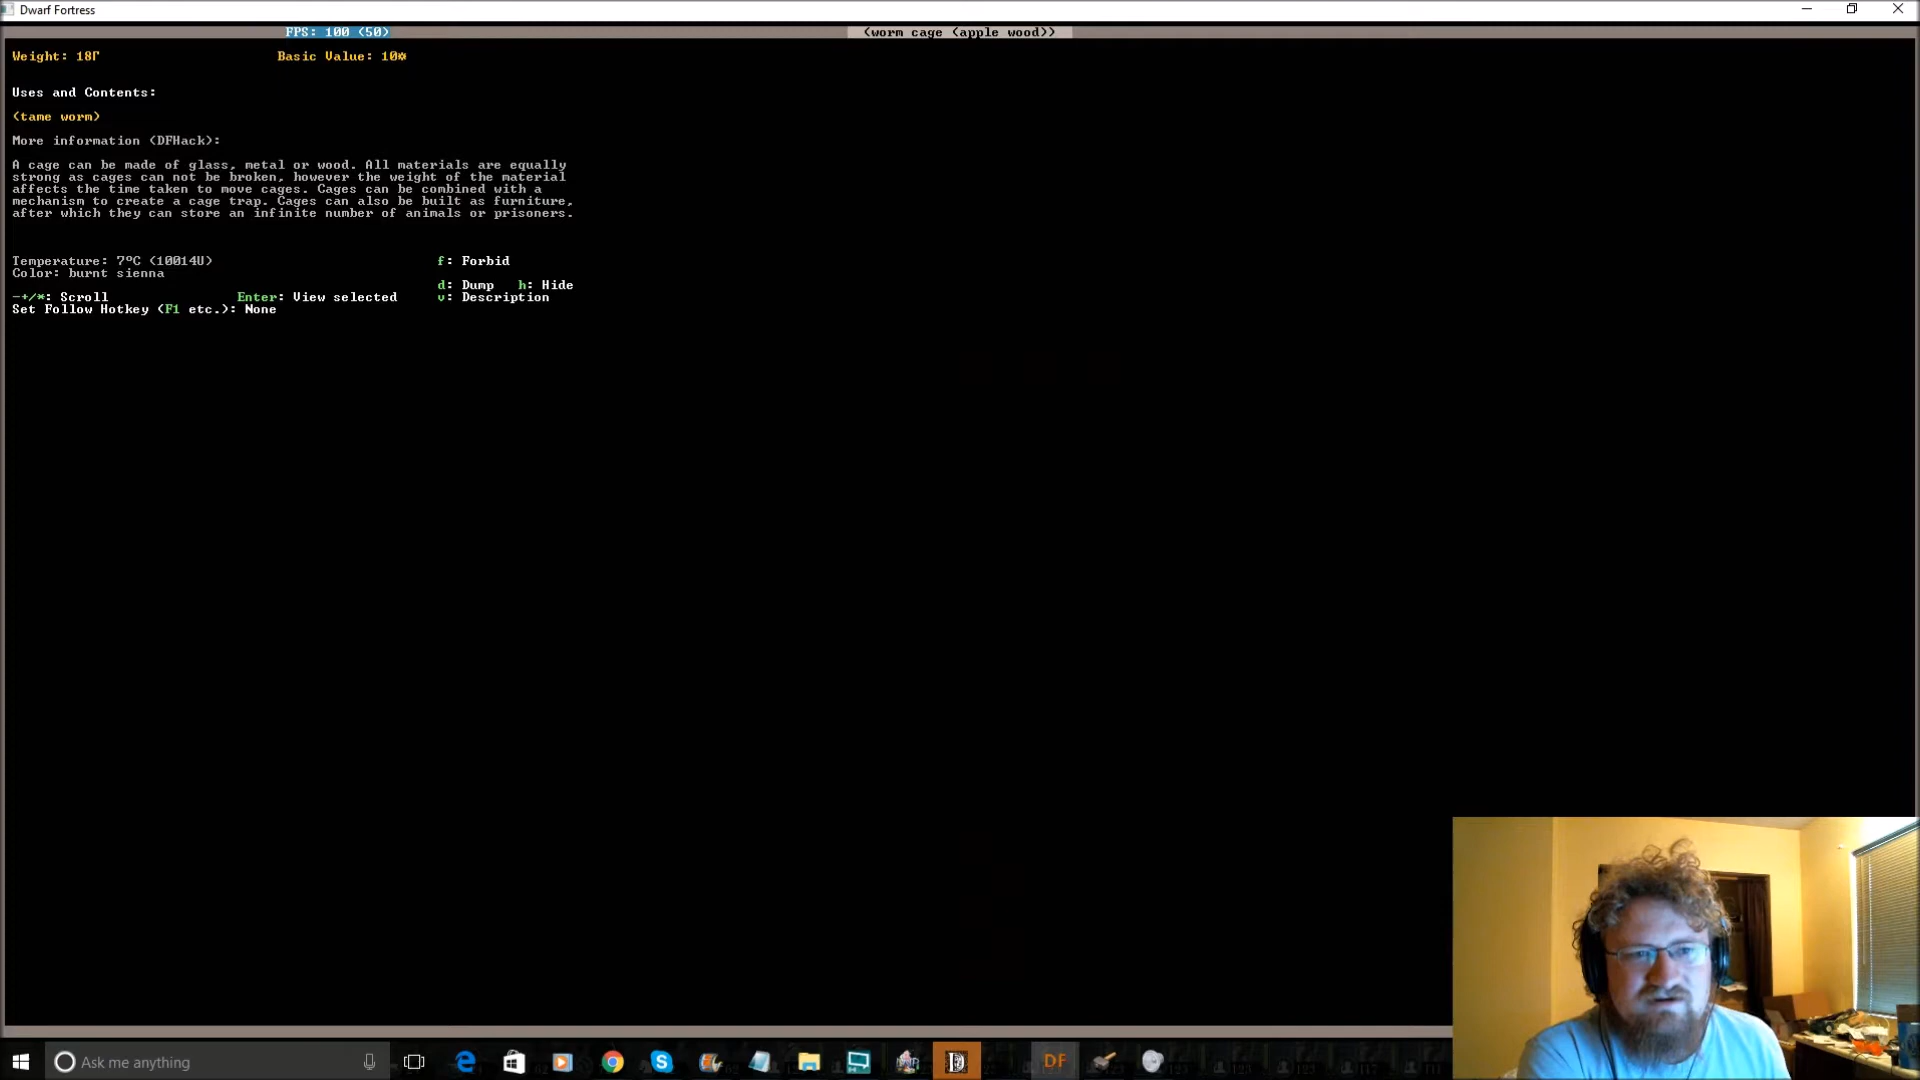 Dwarf Fortress
FPS: 100 (50)
(worm cage (apple wood))
Weight: 18Γ Basic Value: 10☼
Uses and Contents:
(tame worm)
More information (DFHack):
A cage can be made of glass, metal or wood. All materials are equally
strong as cages can not be broken, however the weight of the material
affects the time taken to move cages. Cages can be combined with a
mechanism to create a cage trap. Cages can also be built as furniture,
after which they can store an infinite number of animals or prisoners.
Temperature: 7°C (10014U) f: Forbid
Color: burnt sienna
d: Dump h: Hide
-+/*: Scroll Enter: View selected v: Description
Set Follow Hotkey (F1 etc.): None
Ask me anything
DF